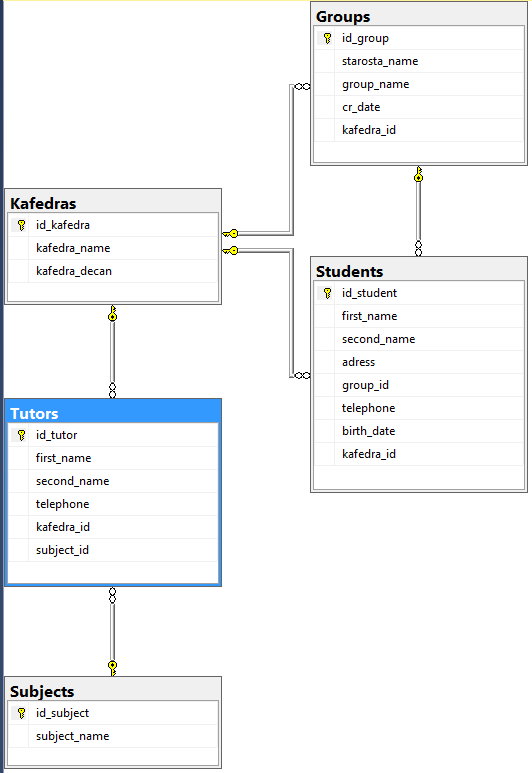 Groups
id_group
starosta_name
group_name
cr_date
kafedra_id
Kafedras
id_kafedra
kafedra_name
kafedra_decan
Students
id_student
first_name
second_name
adress
group_id
telephone
birth_date
kafedra_id
Tutors
id_tutor
first_name
second_name
telephone
kafedra_id
subject_id
Subjects
id_subject
subject_name